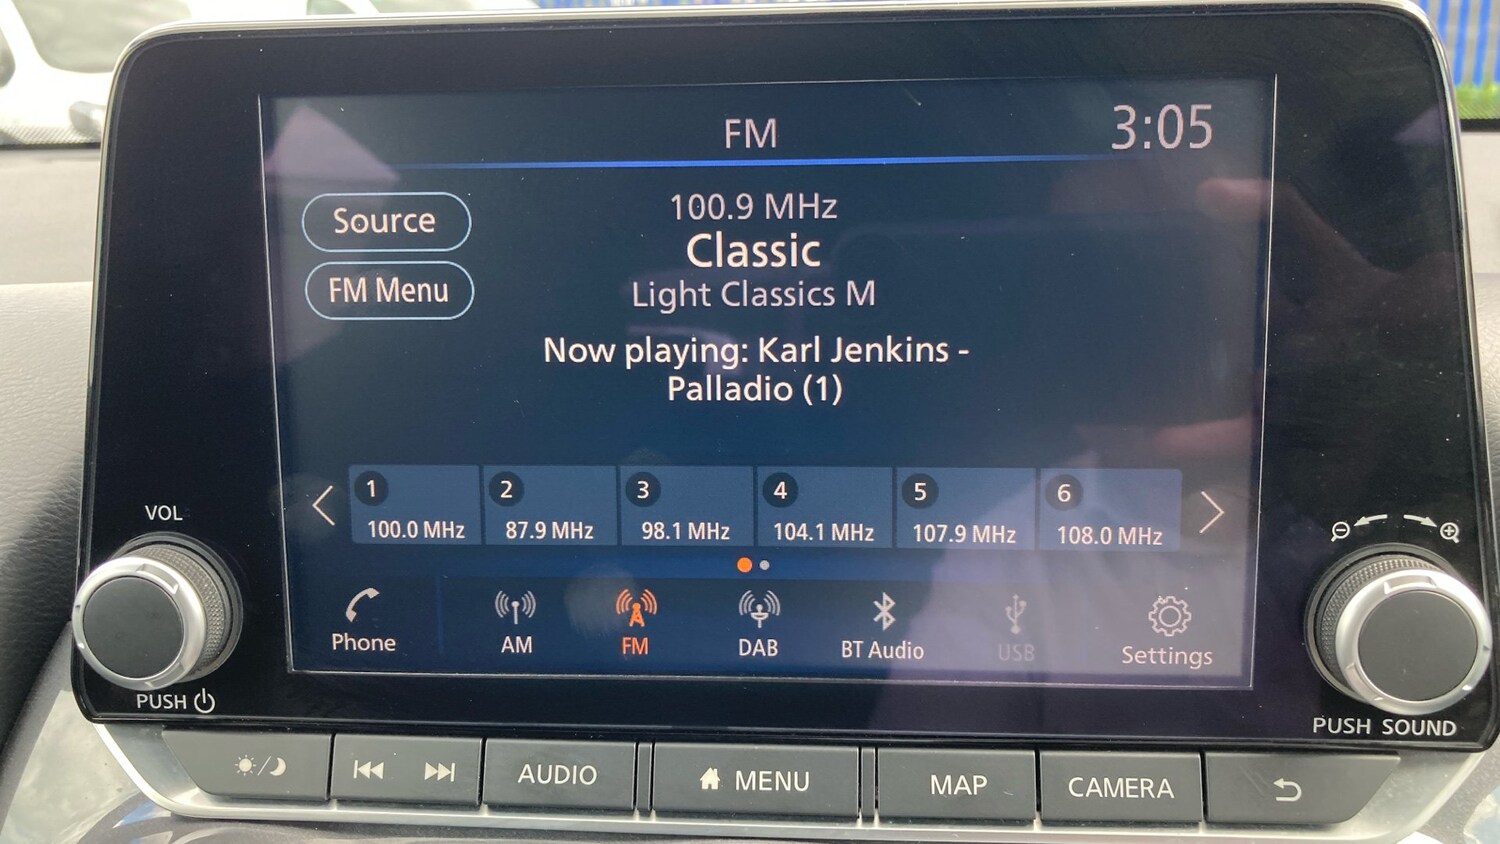 FM
3:05
Source
FM Menu
100.9 MHz
Classic
Light Classics M
Now playing: Karl Jenkins -
Palladio (1)
1
100.0 MHz
2
87.9 MHz
3
98.1 MHz
4
104.1 MHz
5
107.9 MHz
6
108.0 MHz
Phone
AM
FM
DAB
BT Audio
USB
Settings
VOL
PUSH
PUSH SOUND
AUDIO
MENU
MAP
CAMERA